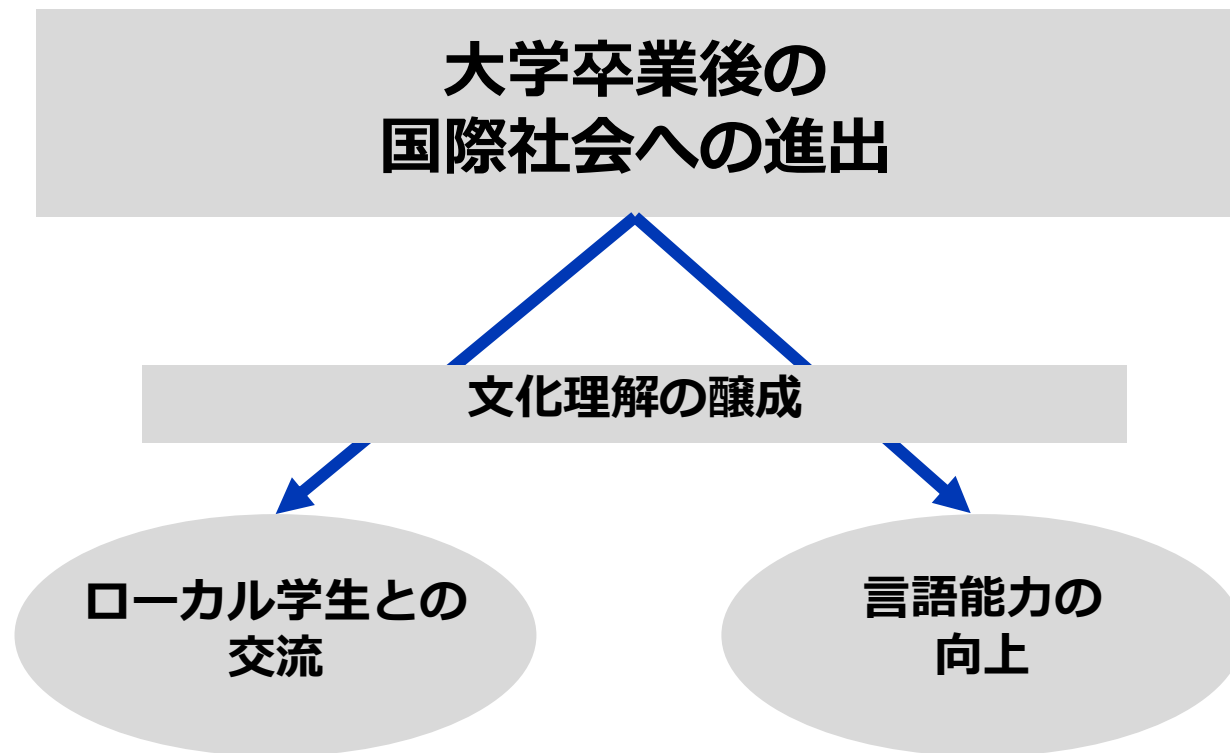 大学卒業後の
国際社会への進出
文化理解の醸成
ローカル学生との
交流
言語能力の
向上